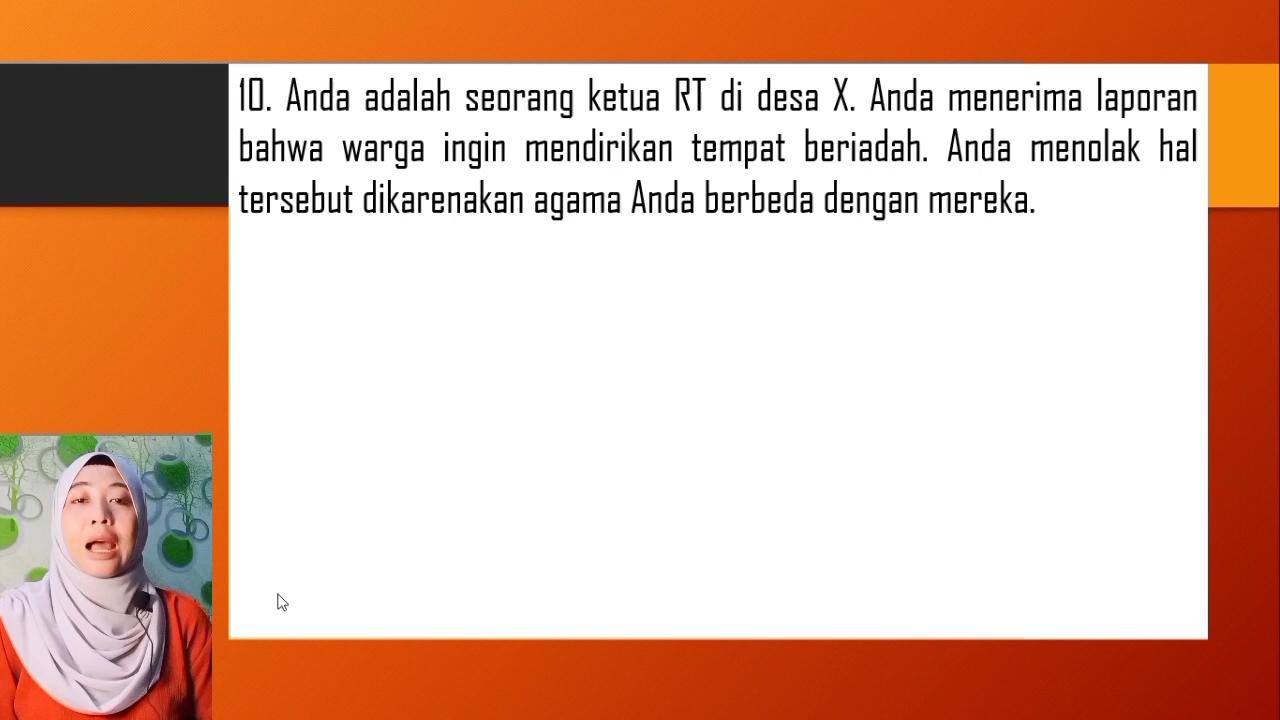 10. Anda adalah seorang ketua RT di desa X. Anda menerima laporan
bahwa warga ingin mendirikan tempat beriadah. Anda menolak hal
tersebut dikarenakan agama Anda berbeda dengan mereka.